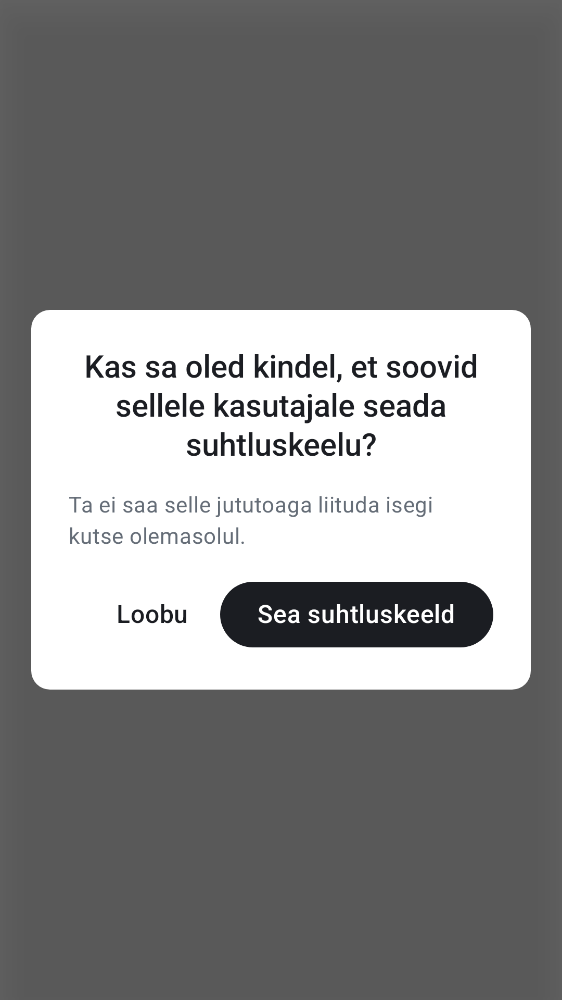 Kas sa oled kindel, et soovid
sellele kasutajale seada
suhtluskeelu?
Ta ei saa selle jututoaga liituda isegi
kutse olemasolul.
Loobu
Sea suhtluskeeld